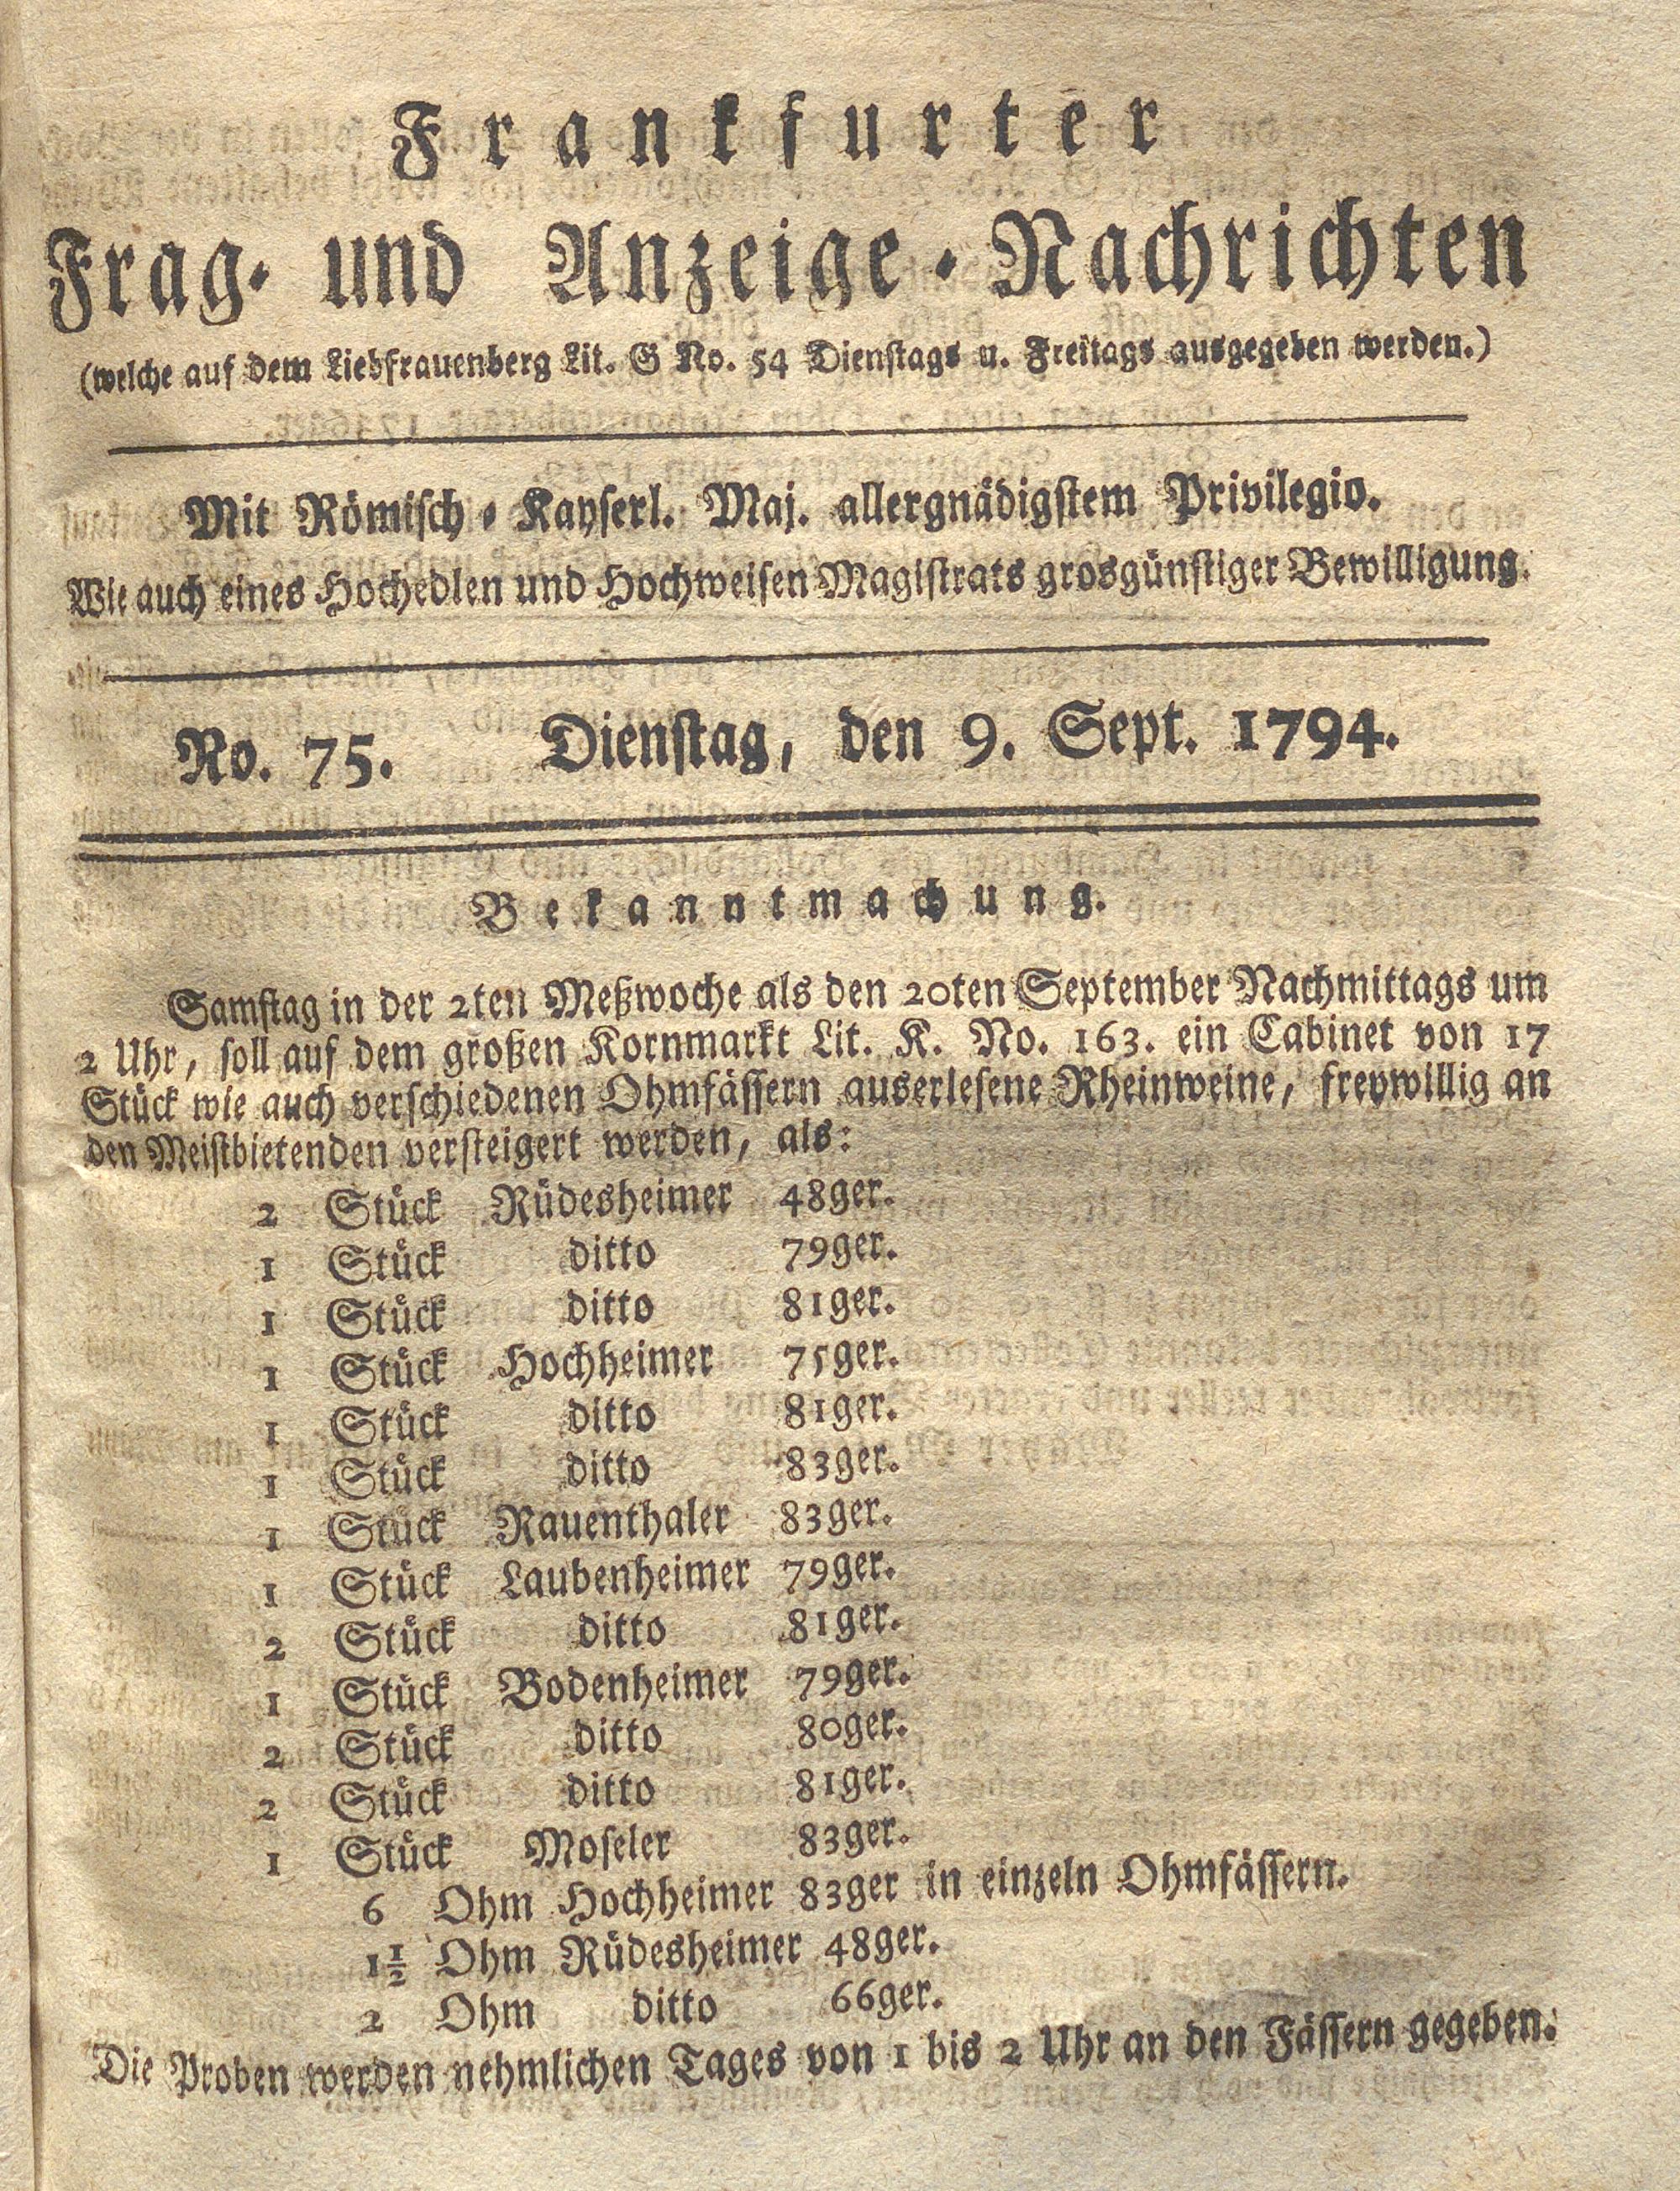 Frankfurter
Frag- und Anzeige-Nachrichten
(welche auf dem Liebfrauenberg Lit. G No. 54 Dienstags u. Freitags ausgegeben werden.)
Mit Römisch-Kayserl. Maj. allergnädigstem Privilegio.
Wie auch eines Hochedlen und Hochweisen Magistrats grosgünstiger Bewilligung.
No. 75. Dienstag, den 9. Sept. 1794.
Bekanntmachung.
Samstag in der 2ten Meßwoche als den 20ten September Nachmittags um
2 Uhr, soll auf dem großen Kornmarkt Lit. K. No. 163. ein Cabinet von 17
Stück wie auch verschiedenen Ohmfässern auserlesene Rheinweine, freywillig an
den Meistbietenden versteigert werden, als:
2 Stück Rüdesheimer 48ger.
1 Stück ditto 79ger.
1 Stück ditto 81ger.
1 Stück Hochheimer 75ger.
1 Stück ditto 81ger.
1 Stück ditto 83ger.
1 Stück Rauenthaler 83ger.
1 Stück Laubenheimer 79ger.
2 Stück ditto 81ger.
1 Stück Bodenheimer 79ger.
2 Stück ditto 80ger.
2 Stück ditto 81ger.
1 Stück Moseler 83ger.
6 Ohm Hochheimer 83ger in einzeln Ohmfässern.
1½ Ohm Rüdesheimer 48ger.
2 Ohm ditto 66ger.
Die Proben werden nehmlichen Tages von 1 bis 2 Uhr an den Fässern gegeben.